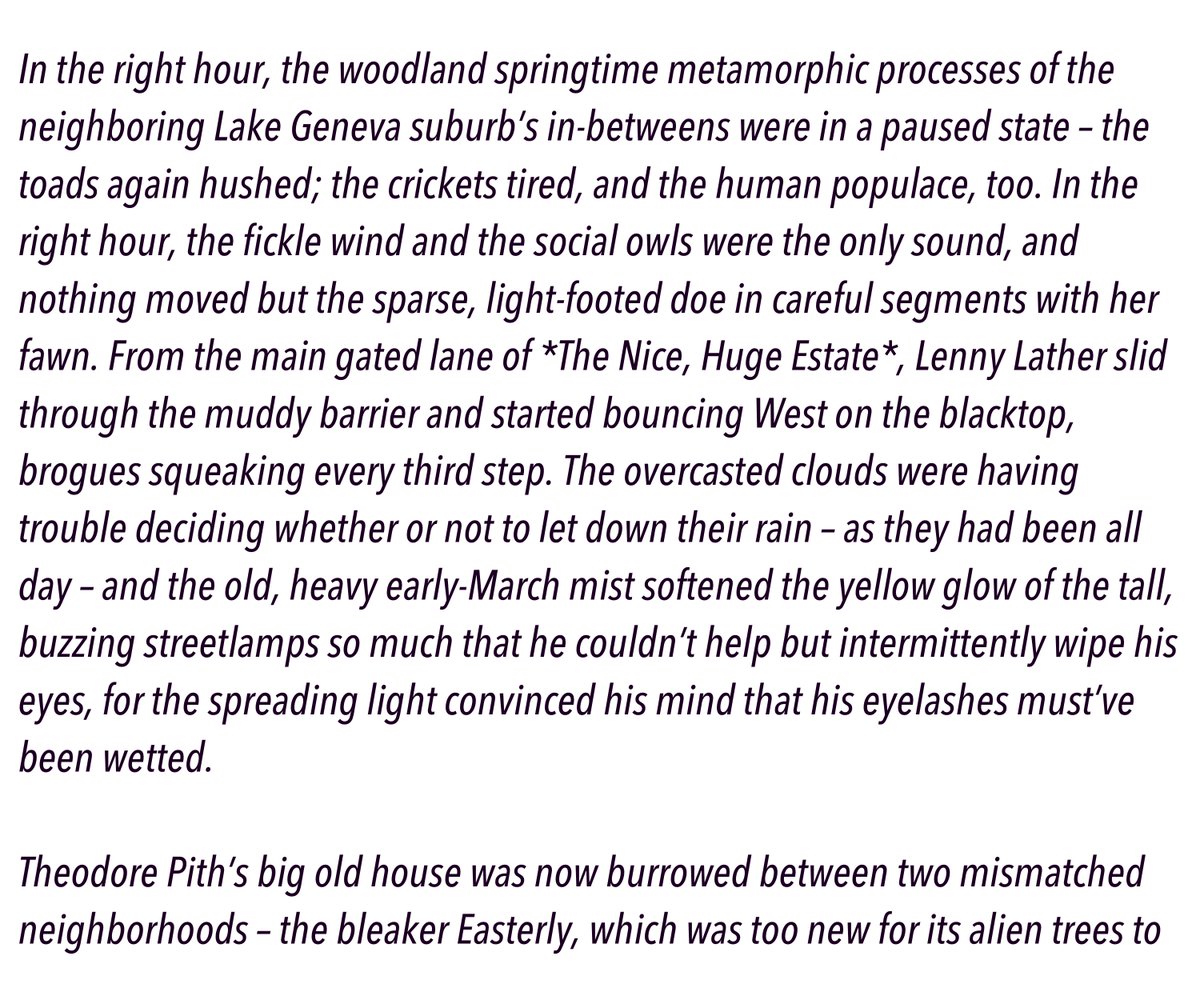 In the right hour, the woodland springtime metamorphic processes of the
neighboring Lake Geneva suburb’s in-betweens were in a paused state – the
toads again hushed; the crickets tired, and the human populace, too. In the
right hour, the fickle wind and the social owls were the only sound, and
nothing moved but the sparse, light-footed doe in careful segments with her
fawn. From the main gated lane of *The Nice, Huge Estate*, Lenny Lather slid
through the muddy barrier and started bouncing West on the blacktop,
brogues squeaking every third step. The overcasted clouds were having
trouble deciding whether or not to let down their rain – as they had been all
day – and the old, heavy early-March mist softened the yellow glow of the tall,
buzzing streetlamps so much that he couldn’t help but intermittently wipe his
eyes, for the spreading light convinced his mind that his eyelashes must’ve
been wetted.
Theodore Pith’s big old house was now burrowed between two mismatched
neighborhoods – the bleaker Easterly, which was too new for its alien trees to